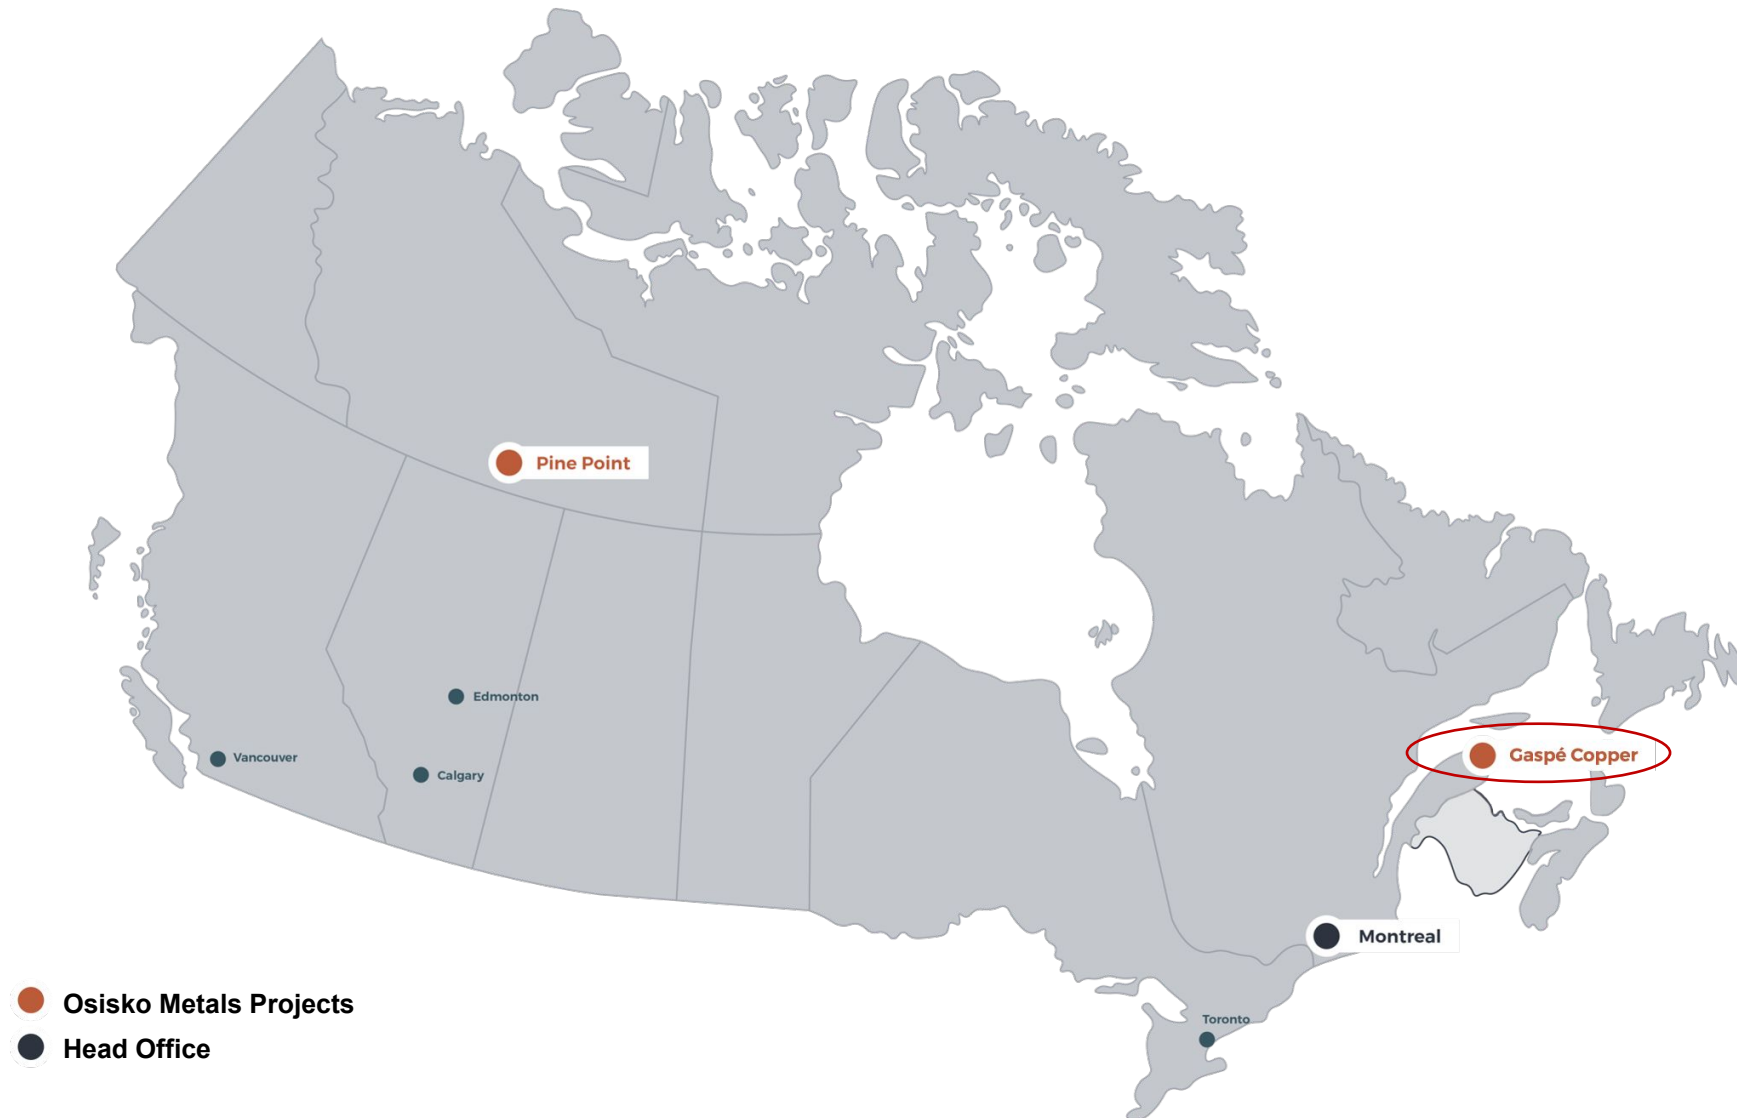 Pine Point
Edmonton
Vancouver
Calgary
Gaspé Copper
Montreal
Osisko Metals Projects
Head Office
Toronto